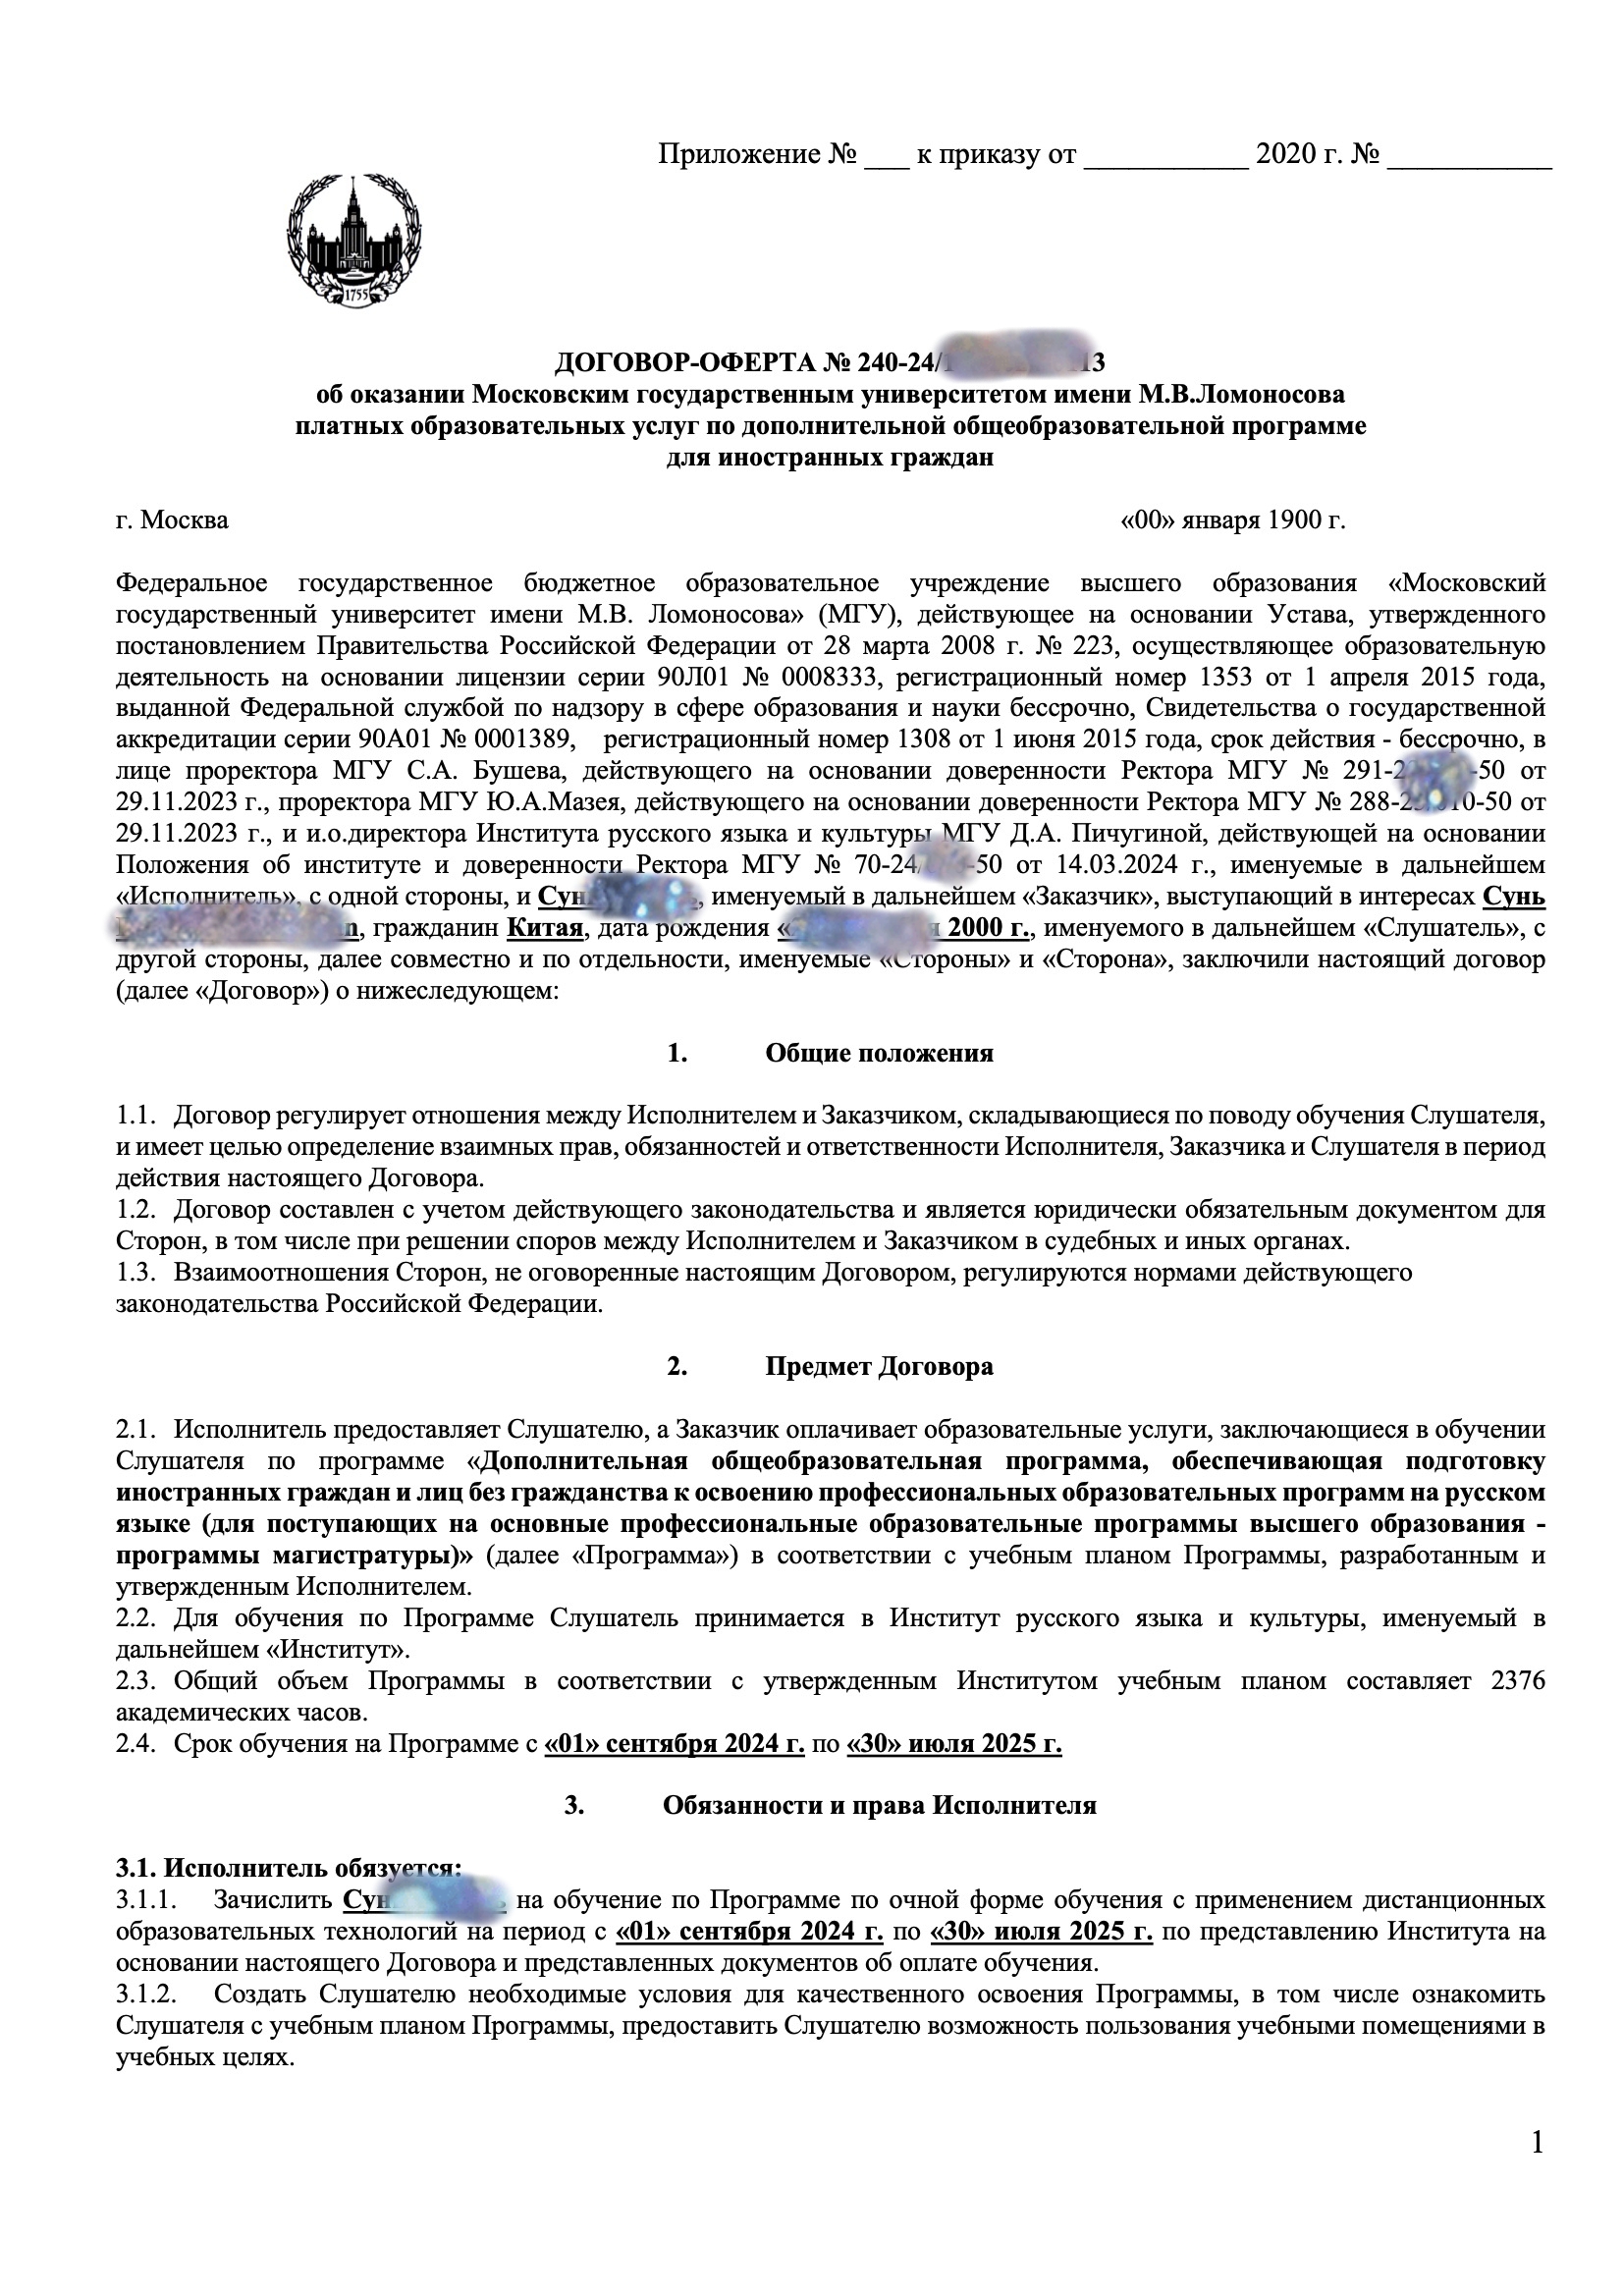 Приложение № ___ к приказу от ___________ 2020 г. № ___________
1755
ДОГОВОР-ОФЕРТА № 240-24/ 13
об оказании Московским государственным университетом имени М.В.Ломоносова
платных образовательных услуг по дополнительной общеобразовательной программе
для иностранных граждан
г. Москва «00» января 1900 г.
Федеральное государственное бюджетное образовательное учреждение высшего образования «Московский
государственный университет имени М.В. Ломоносова» (МГУ), действующее на основании Устава, утвержденного
постановлением Правительства Российской Федерации от 28 марта 2008 г. № 223, осуществляющее образовательную
деятельность на основании лицензии серии 90Л01 № 0008333, регистрационный номер 1353 от 1 апреля 2015 года,
выданной Федеральной службой по надзору в сфере образования и науки бессрочно, Свидетельства о государственной
аккредитации серии 90А01 № 0001389, регистрационный номер 1308 от 1 июня 2015 года, срок действия - бессрочно, в
лице проректора МГУ С.А. Бушева, действующего на основании доверенности Ректора МГУ № 291-2 -50 от
29.11.2023 г., проректора МГУ Ю.А.Мазея, действующего на основании доверенности Ректора МГУ № 288-2 0-50 от
29.11.2023 г., и и.о.директора Института русского языка и культуры МГУ Д.А. Пичугиной, действующей на основании
Положения об институте и доверенности Ректора МГУ № 70-24/ -50 от 14.03.2024 г., именуемые в дальнейшем
«Исполнитель», с одной стороны, и Сун , именуемый в дальнейшем «Заказчик», выступающий в интересах Сунь
n, гражданин Китая, дата рождения « 2000 г., именуемого в дальнейшем «Слушатель», с
другой стороны, далее совместно и по отдельности, именуемые «Стороны» и «Сторона», заключили настоящий договор
(далее «Договор») о нижеследующем:
1. Общие положения
1.1. Договор регулирует отношения между Исполнителем и Заказчиком, складывающиеся по поводу обучения Слушателя,
и имеет целью определение взаимных прав, обязанностей и ответственности Исполнителя, Заказчика и Слушателя в период
действия настоящего Договора.
1.2. Договор составлен с учетом действующего законодательства и является юридически обязательным документом для
Сторон, в том числе при решении споров между Исполнителем и Заказчиком в судебных и иных органах.
1.3. Взаимоотношения Сторон, не оговоренные настоящим Договором, регулируются нормами действующего
законодательства Российской Федерации.
2. Предмет Договора
2.1. Исполнитель предоставляет Слушателю, а Заказчик оплачивает образовательные услуги, заключающиеся в обучении
Слушателя по программе «Дополнительная общеобразовательная программа, обеспечивающая подготовку
иностранных граждан и лиц без гражданства к освоению профессиональных образовательных программ на русском
языке (для поступающих на основные профессиональные образовательные программы высшего образования -
программы магистратуры)» (далее «Программа») в соответствии с учебным планом Программы, разработанным и
утвержденным Исполнителем.
2.2. Для обучения по Программе Слушатель принимается в Институт русского языка и культуры, именуемый в
дальнейшем «Институт».
2.3. Общий объем Программы в соответствии с утвержденным Институтом учебным планом составляет 2376
академических часов.
2.4. Срок обучения на Программе с «01» сентября 2024 г. по «30» июля 2025 г.
3. Обязанности и права Исполнителя
3.1. Исполнитель обязуется:
3.1.1. Зачислить Сун на обучение по Программе по очной форме обучения с применением дистанционных
образовательных технологий на период с «01» сентября 2024 г. по «30» июля 2025 г. по представлению Института на
основании настоящего Договора и представленных документов об оплате обучения.
3.1.2. Создать Слушателю необходимые условия для качественного освоения Программы, в том числе ознакомить
Слушателя с учебным планом Программы, предоставить Слушателю возможность пользования учебными помещениями в
учебных целях.
1